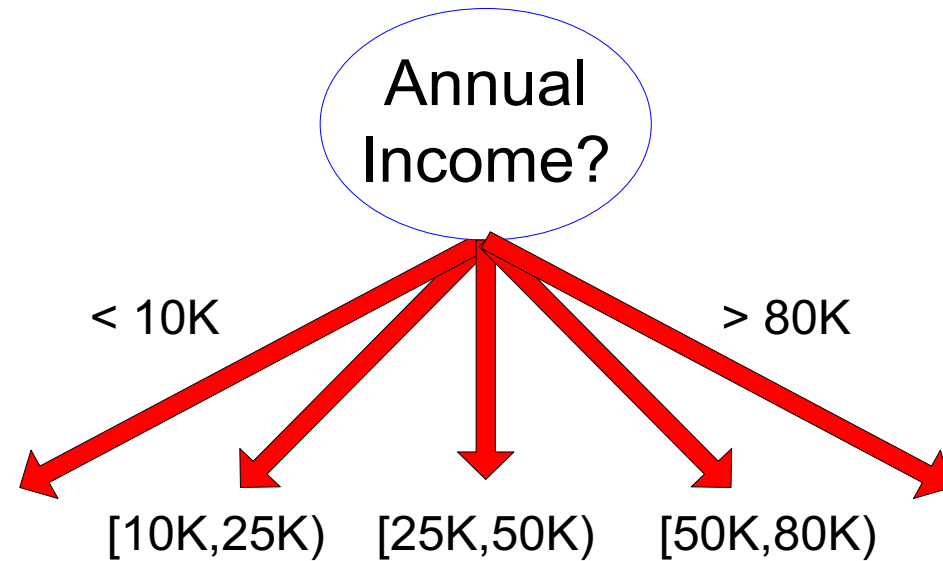 Annual
Income?
< 10K
> 80K
[10K,25K)
[25K,50K)
[50K,80K)